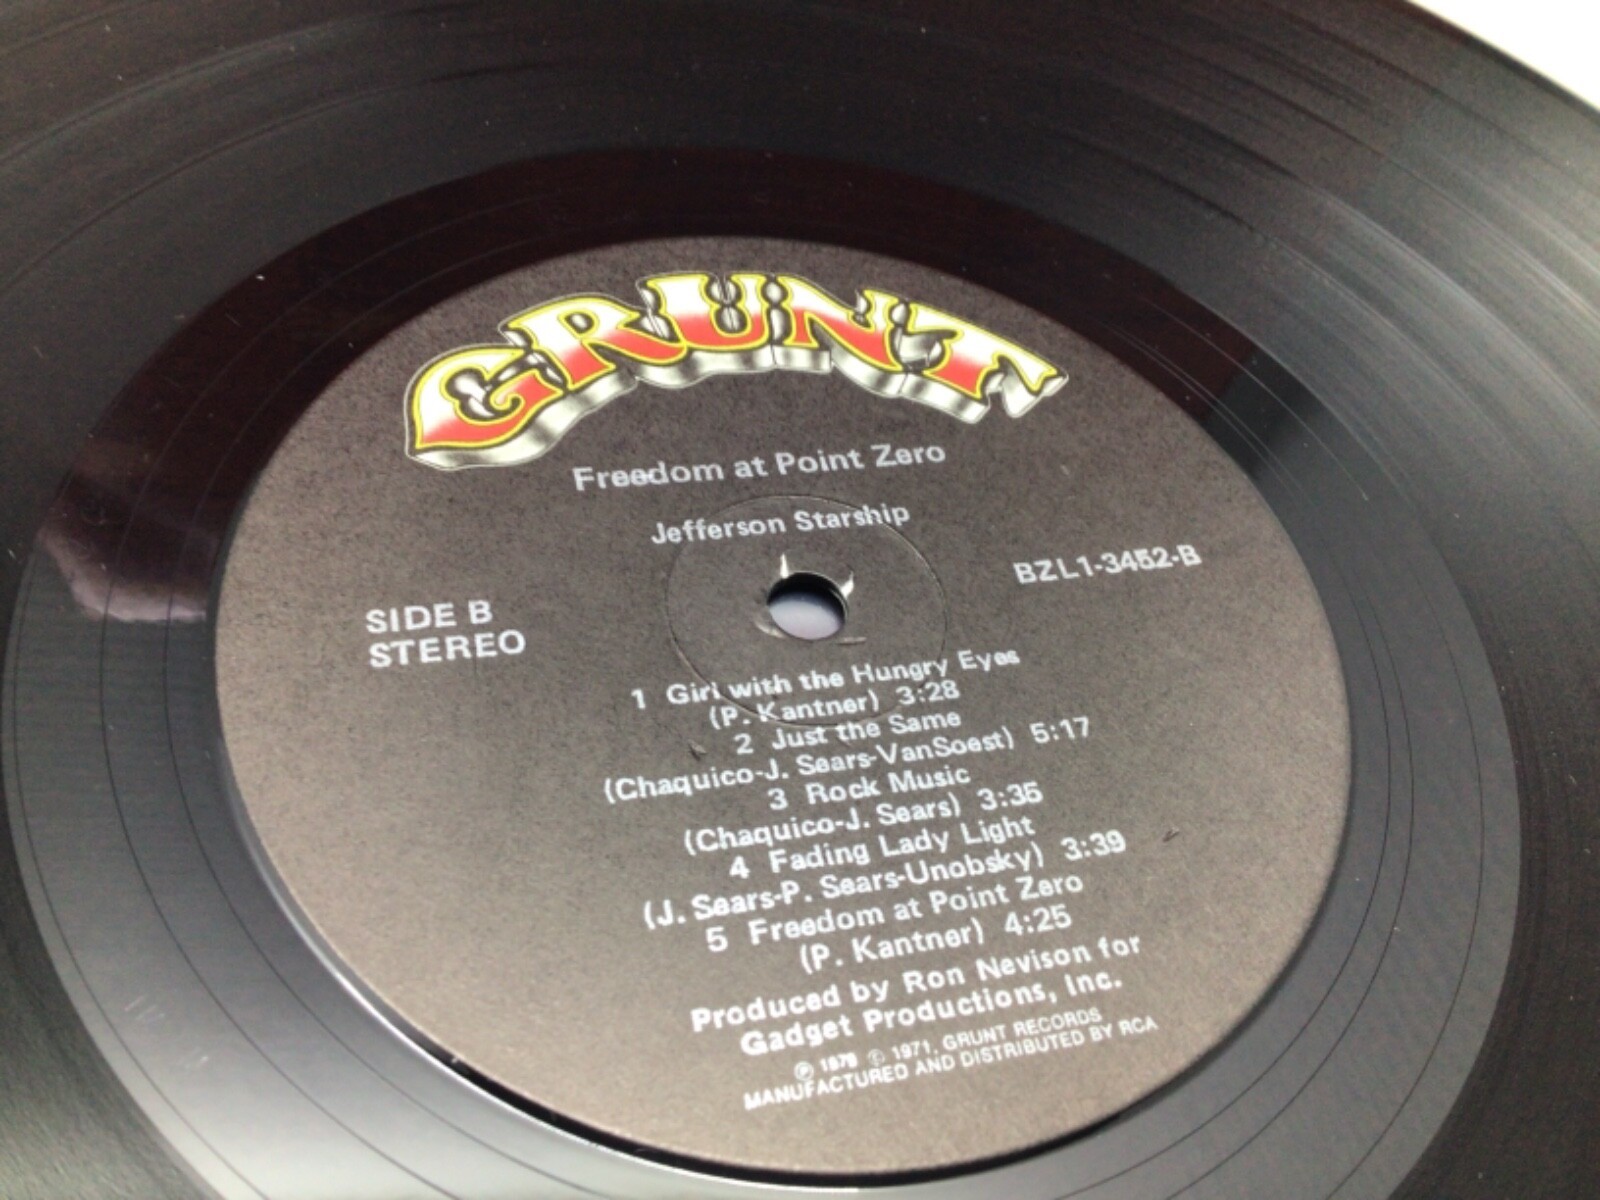 GRUNT
Freedom at Point Zero
Jefferson Starship
BZL1-3452-B
SIDE B
STEREO
1 Girl with the Hungry Eyes
(P. Kantner) 3:28
2 Just the Same
(Chaquico-J. Sears-VanSoest) 5:17
3 Rock Music
(Chaquico-J. Sears) 3:35
4 Fading Lady Light
(J. Sears-P. Sears-Unobsky) 3:39
5 Freedom at Point Zero
(P. Kantner) 4:25
Produced by Ron Nevison for
Gadget Productions, Inc.
℗ 1979 © 1971, GRUNT RECORDS
MANUFACTURED AND DISTRIBUTED BY RCA